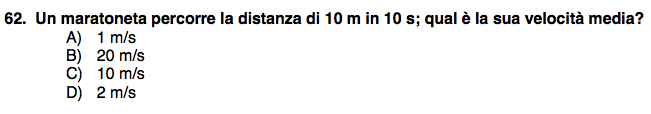 62. Un maratoneta percorre la distanza di 10 m in 10 s; qual è la sua velocità media?
A) 1 m/s
B) 20 m/s
C) 10 m/s
D) 2 m/s